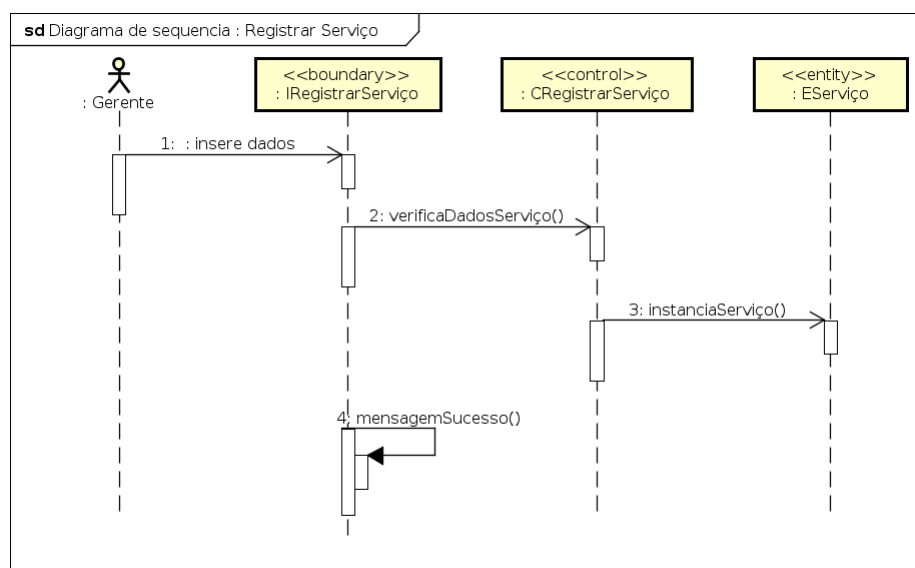 sd Diagrama de sequencia : Registrar Serviço
: Gerente
<<boundary>>
: IRegistrarServiço
<<control>>
: CRegistrarServiço
<<entity>>
: EServiço
1:  : insere dados
2: verificaDadosServiço()
3: instanciaServiço()
4: mensagemSucesso()